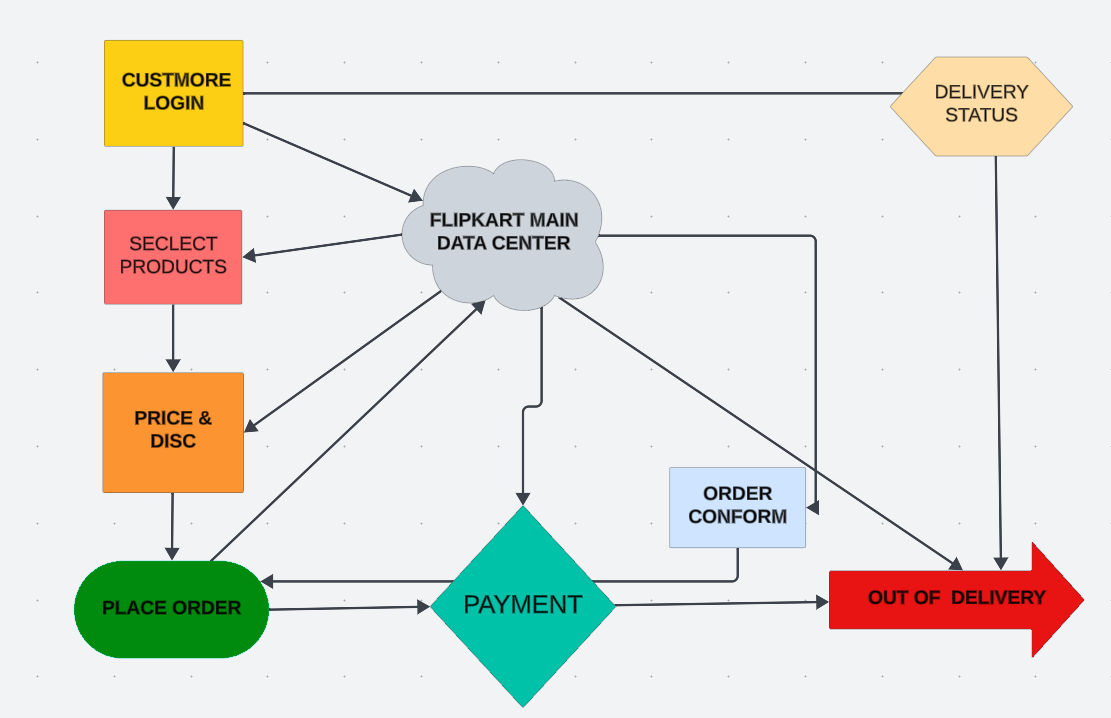 CUSTMORE
LOGIN
DELIVERY
STATUS
FLIPKART MAIN
DATA CENTER
SECLECT
PRODUCTS
PRICE &
DISC
ORDER
CONFORM
PLACE ORDER
PAYMENT
OUT OF  DELIVERY